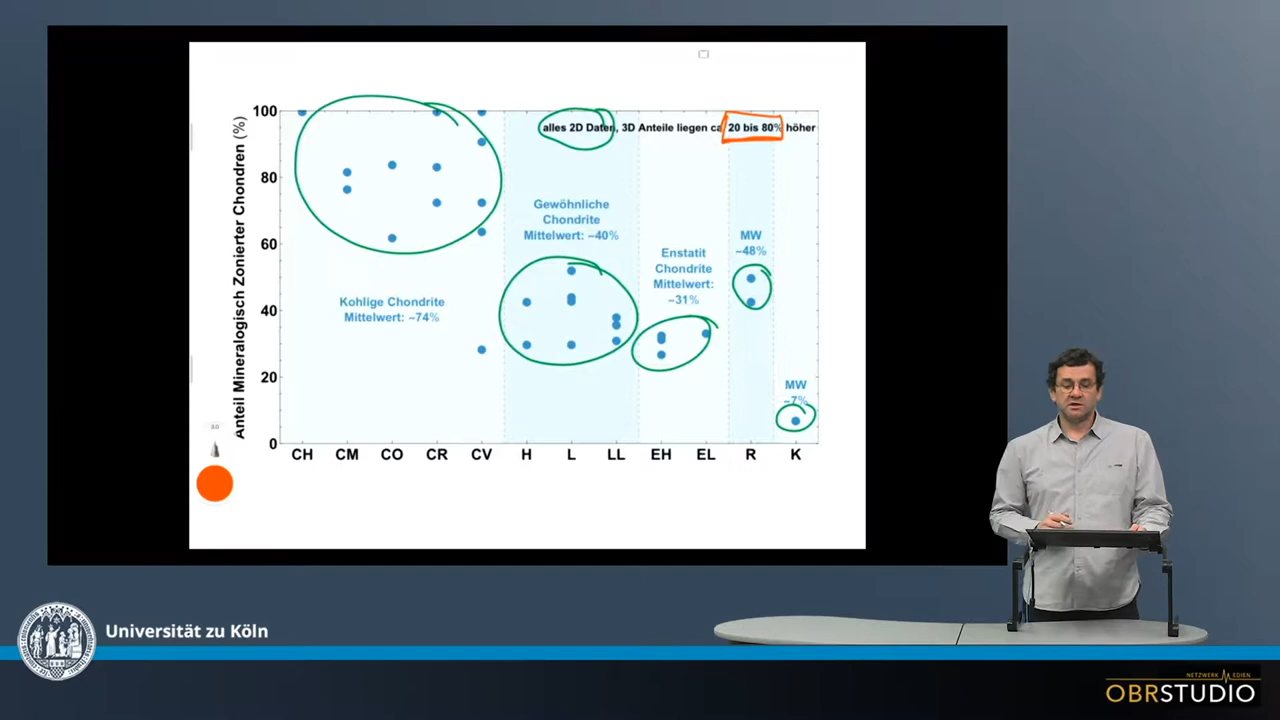 alles 2D Daten, 3D Anteile liegen ca. 20 bis 80% höher
Anteil Mineralogisch Zonierter Chondren (%)
100
80
60
40
20
0
Kohlige Chondrite
Mittelwert: ~74%
Gewöhnliche
Chondrite
Mittelwert: ~40%
Enstatit
Chondrite
Mittelwert:
~31%
MW
~48%
MW
~7%
CH CM CO CR CV H L LL EH EL R K
Universität zu Köln
NETZWERK MEDIEN
OBRSTUDIO